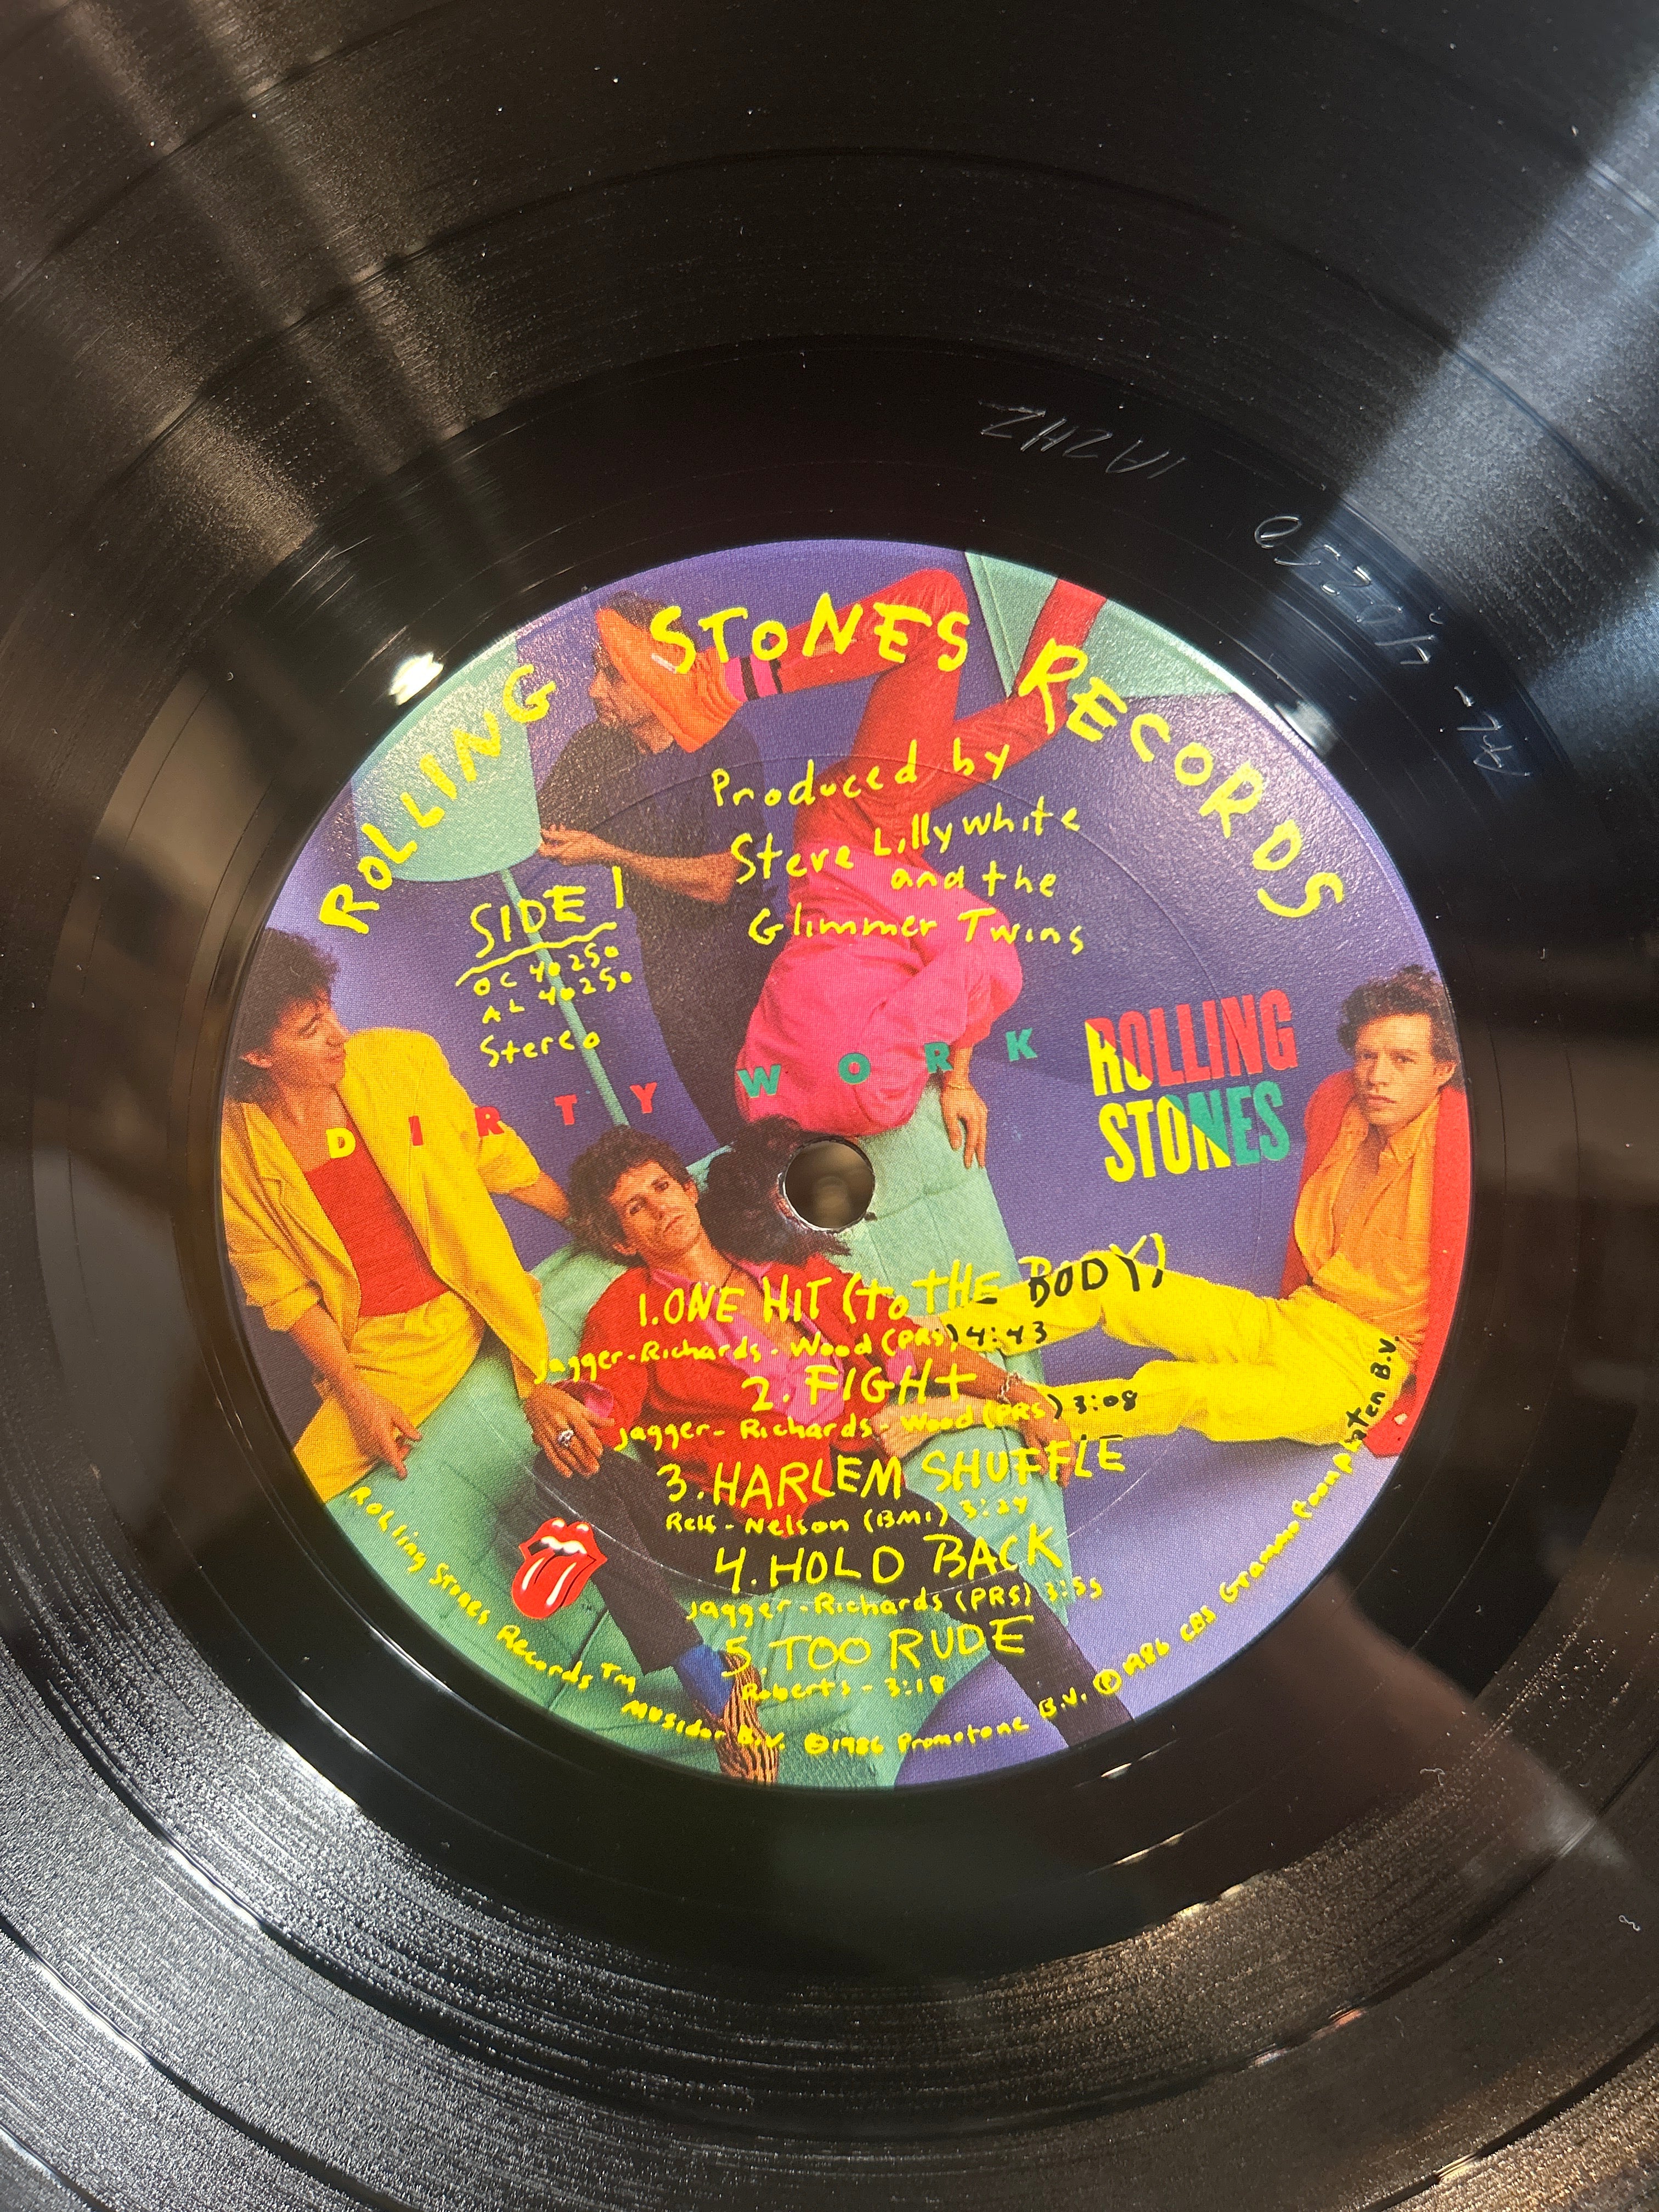 ROLLING STONES RECORDS
Produced by
Steve Lillywhite
and the
Glimmer Twins
SIDE 1
OC 40250
AL 40250
Stereo
DIRTY WORK
ROLLING
STONES
1. ONE HIT (to tHE BODY)
Jagger-Richards-Wood (PRS) 4:43
2. FIGHt
Jagger-Richards-Wood (PRS) 3:08
3. HARLEM SHUFFLE
Relf-Nelson (BMI) 3:24
4. HOLD BACK
Jagger-Richards (PRS) 3:55
5. TOO RUDE
Roberts - 3:18
Rolling Stones Records TM Musidor B.V. ©1986 Promotone B.V. ℗1986 CBS Grammofoonplaten B.V.